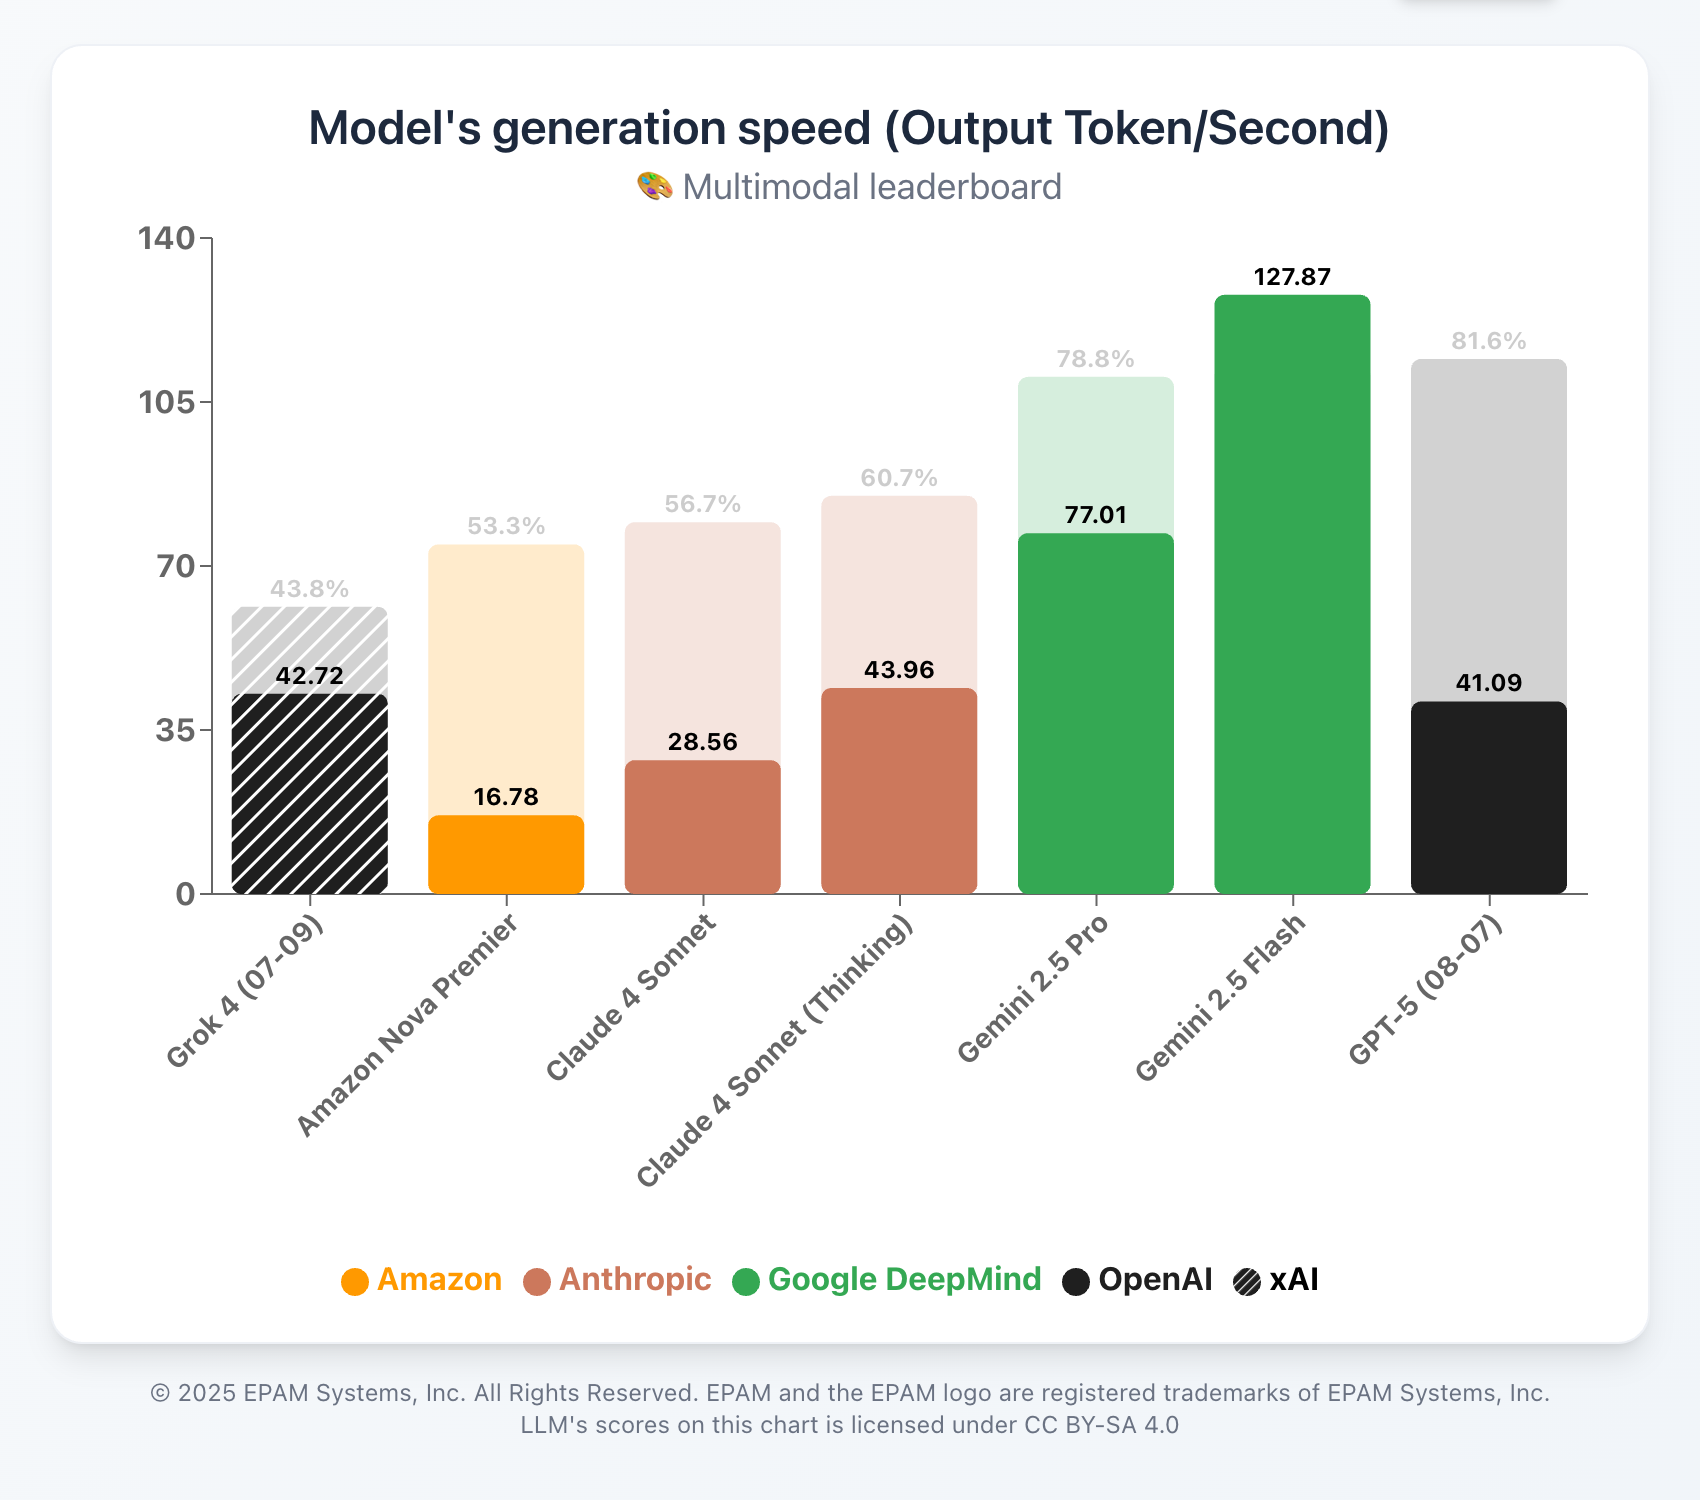 Model's generation speed (Output Token/Second)
🎨 Multimodal leaderboard
140
105
70
35
0
43.8%
42.72
53.3%
16.78
56.7%
28.56
60.7%
43.96
78.8%
77.01
127.87
81.6%
41.09
Grok 4 (07-09)
Amazon Nova Premier
Claude 4 Sonnet
Claude 4 Sonnet (Thinking)
Gemini 2.5 Pro
Gemini 2.5 Flash
GPT-5 (08-07)
Amazon Anthropic Google DeepMind OpenAI xAI
© 2025 EPAM Systems, Inc. All Rights Reserved. EPAM and the EPAM logo are registered trademarks of EPAM Systems, Inc.
LLM's scores on this chart is licensed under CC BY-SA 4.0